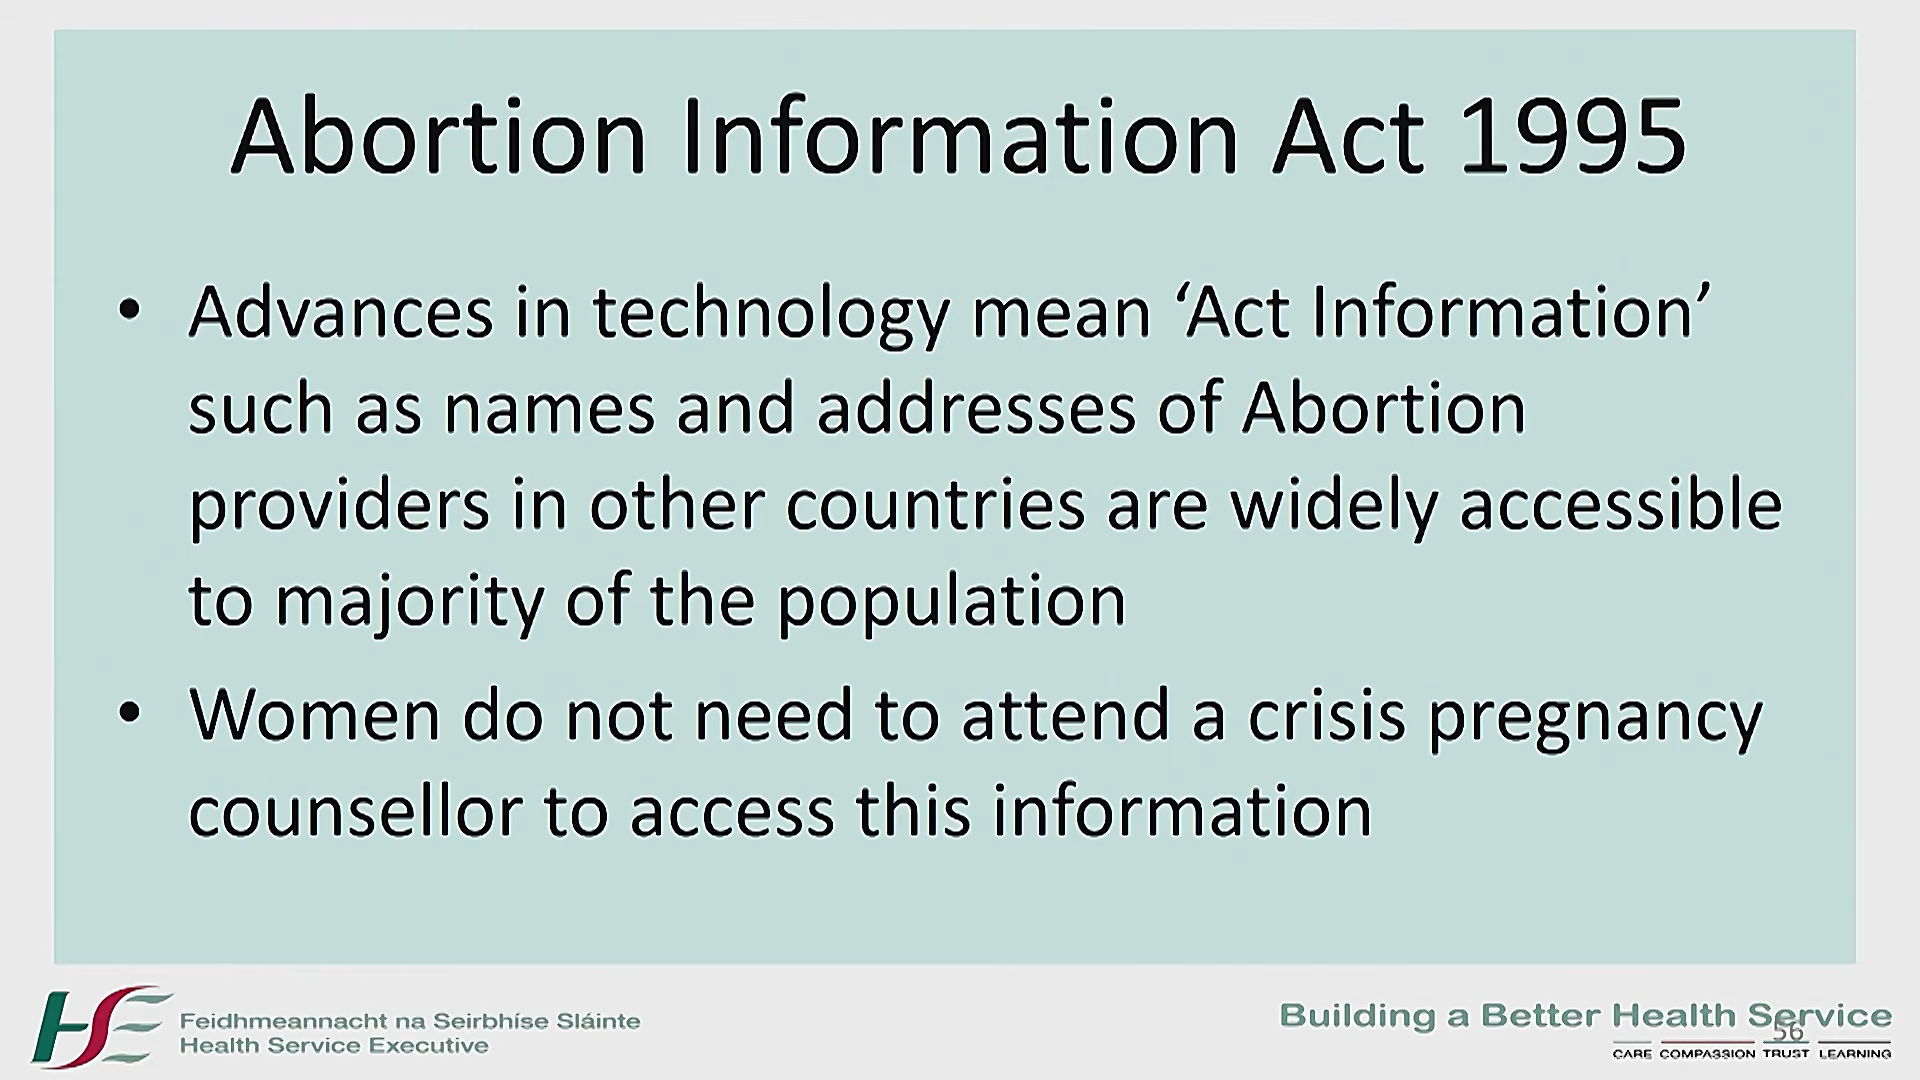 Abortion Information Act 1995
• Advances in technology mean ‘Act Information’
such as names and addresses of Abortion
providers in other countries are widely accessible
to majority of the population
• Women do not need to attend a crisis pregnancy
counsellor to access this information
HSE
Feidhmeannacht na Seirbhíse Sláinte
Health Service Executive
Building a Better Health Service
56
CARE COMPASSION TRUST LEARNING